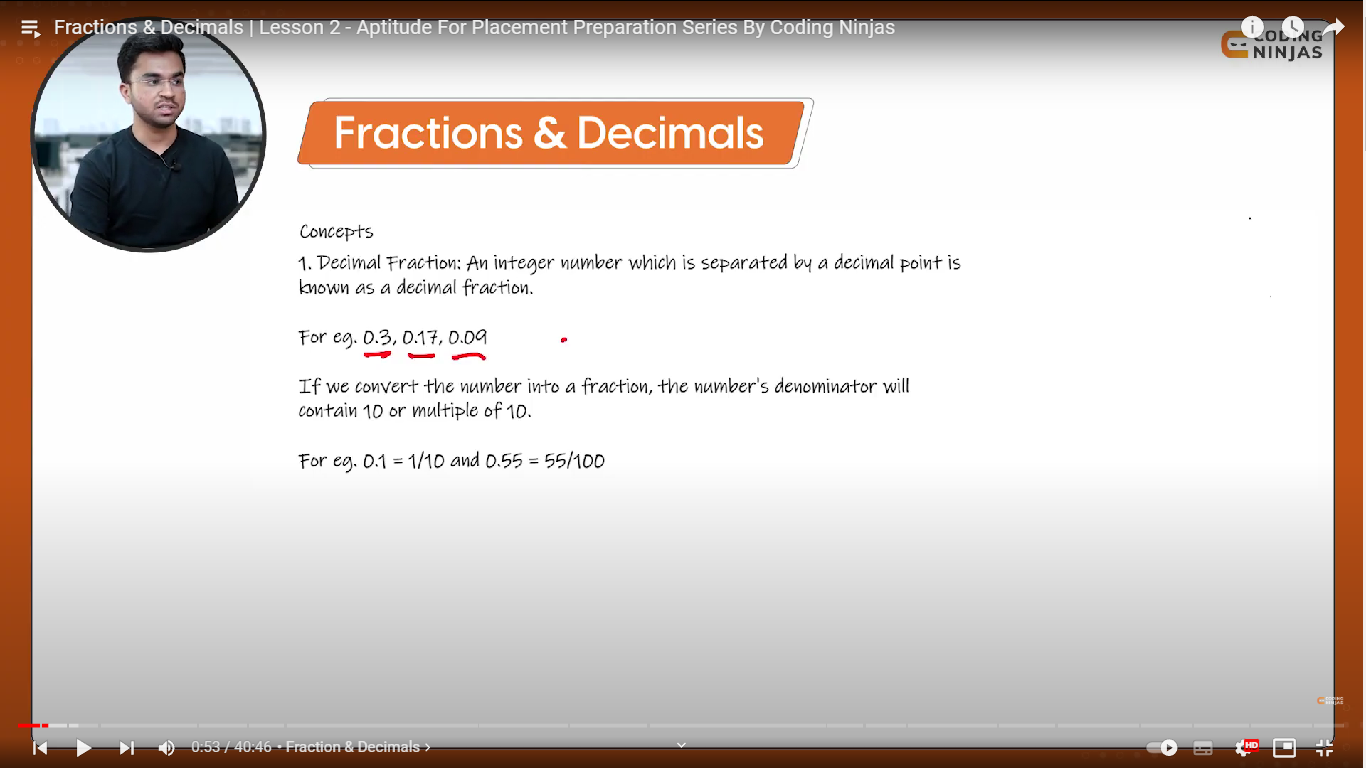 Fractions & Decimals | Lesson 2 - Aptitude For Placement Preparation Series By Coding Ninjas
CODING
NINJAS
Fractions & Decimals
Concepts
1. Decimal Fraction: An integer number which is separated by a decimal point is
known as a decimal fraction.
For eg. 0.3, 0.17, 0.09
If we convert the number into a fraction, the number's denominator will
contain 10 or multiple of 10.
For eg. 0.1 = 1/10 and 0.55 = 55/100
CODING
NINJAS
0:53 / 40:46 • Fraction & Decimals
HD